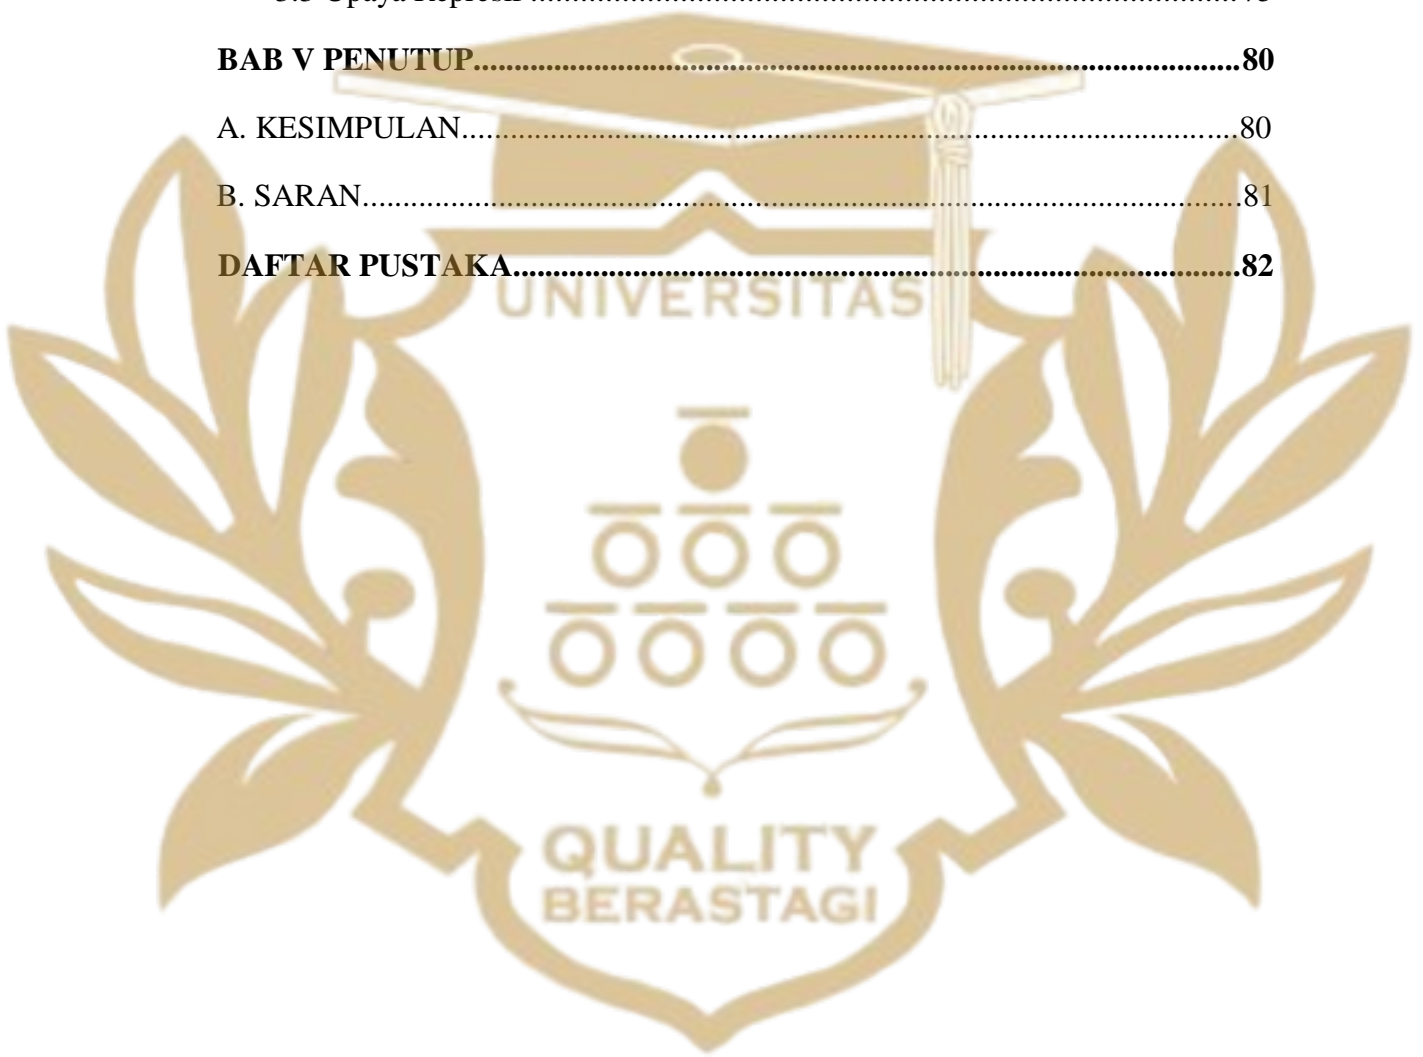 BAB V PENUTUP........................................................................................80
A. KESIMPULAN........................................................................................80
B. SARAN........................................................................................81
DAFTAR PUSTAKA........................................................................................82
UNIVERSITAS
QUALITY
BERASTAGI